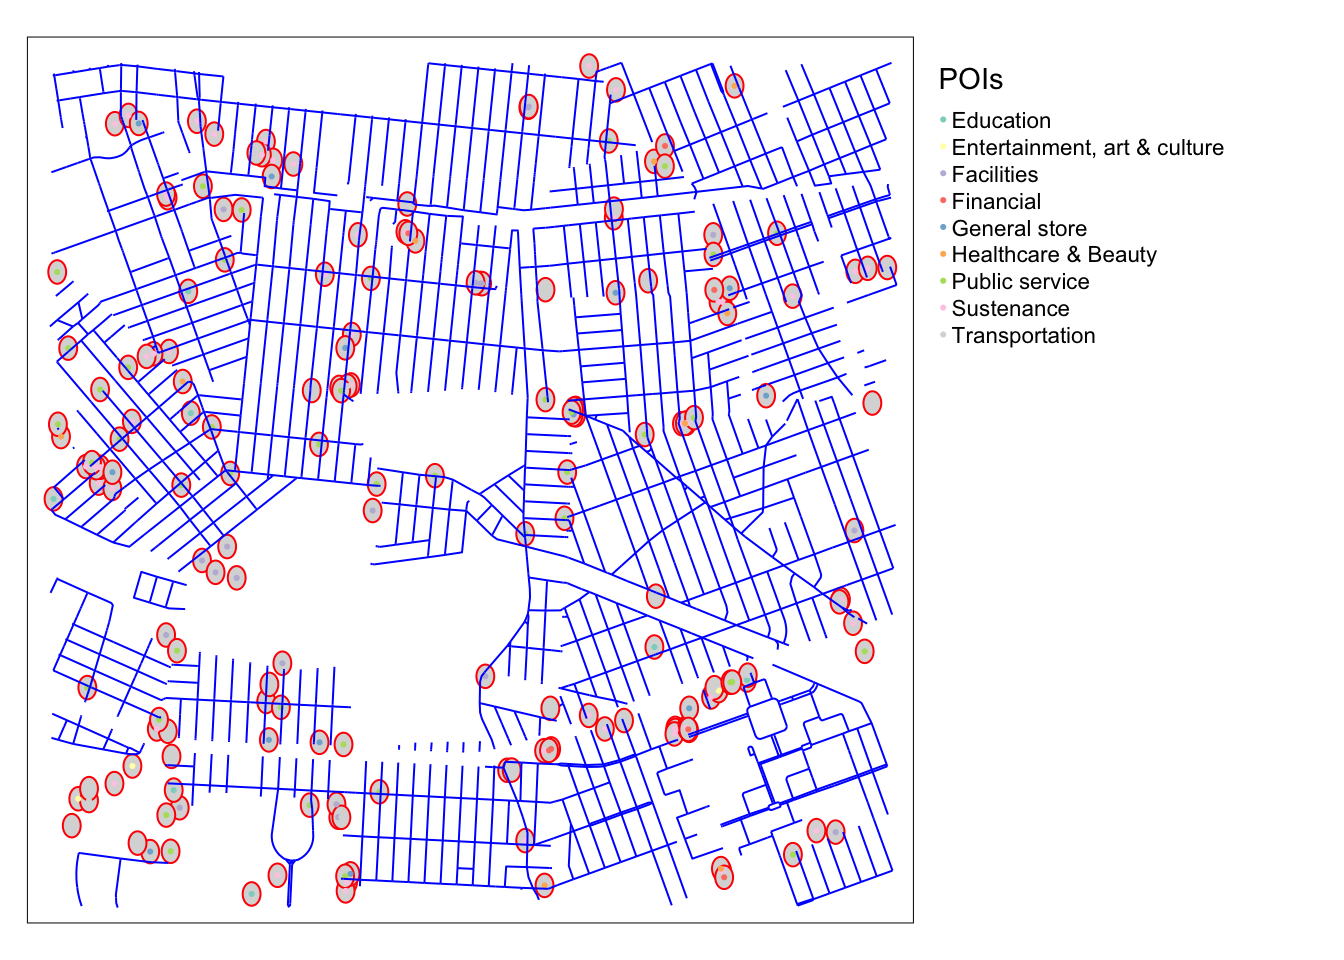 POIs
Education
Entertainment, art & culture
Facilities
Financial
General store
Healthcare & Beauty
Public service
Sustenance
Transportation